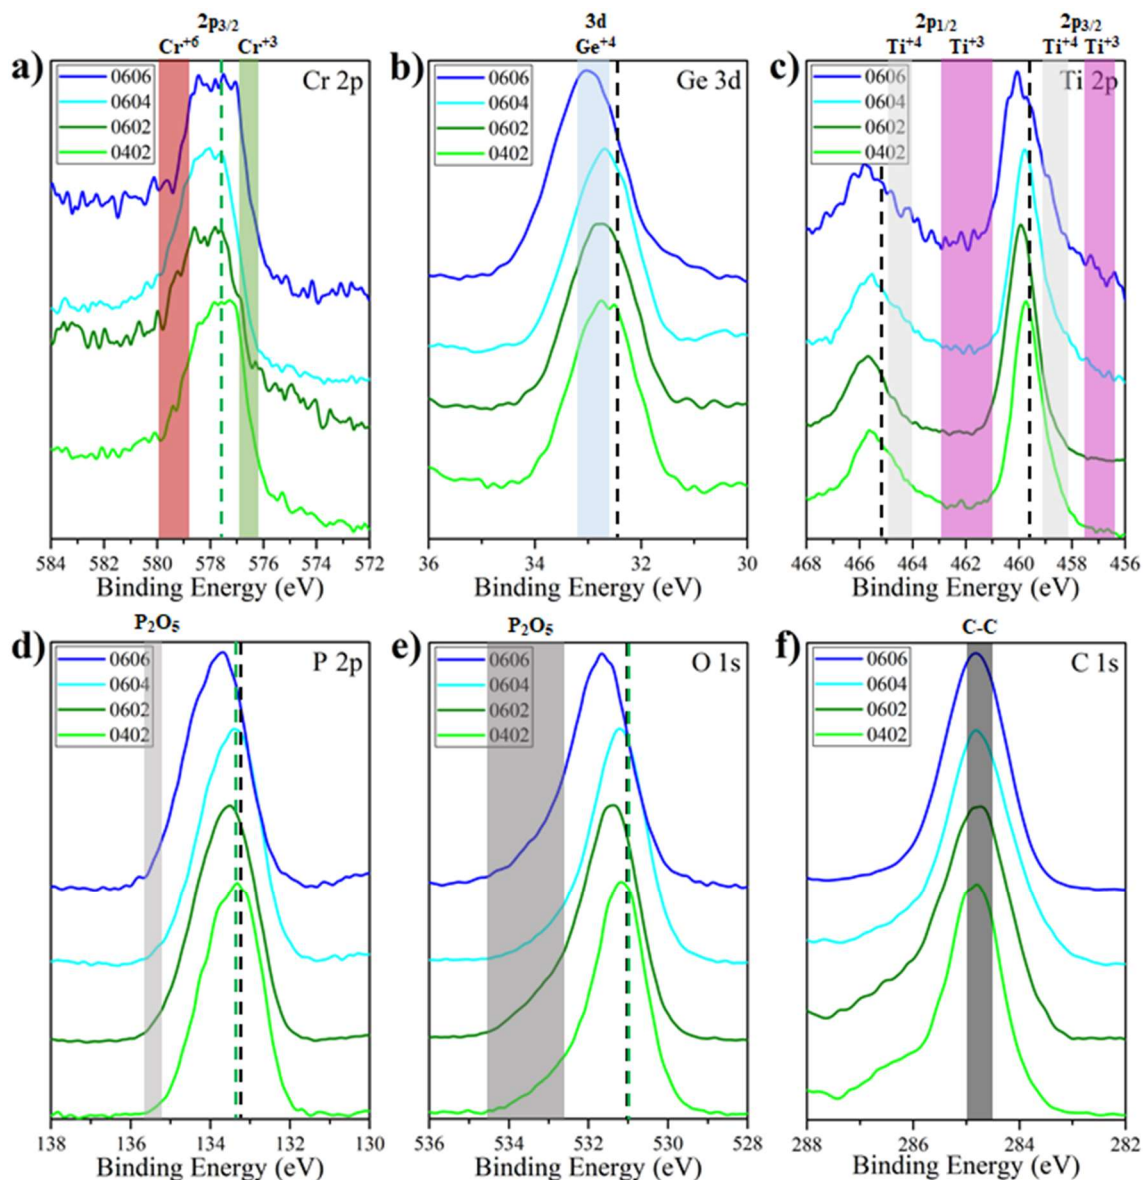 2p3/2
Cr+6 Cr+3
a) Cr 2p
0606
0604
0602
0402
584 582 580 578 576 574 572
Binding Energy (eV)
3d
Ge+4
b) Ge 3d
0606
0604
0602
0402
36 34 32 30
Binding Energy (eV)
2p1/2 2p3/2
Ti+4 Ti+3 Ti+4 Ti+3
c) Ti 2p
0606
0604
0602
0402
468 466 464 462 460 458 456
Binding Energy (eV)
P2O5
d) P 2p
0606
0604
0602
0402
138 136 134 132 130
Binding Energy (eV)
P2O5
e) O 1s
0606
0604
0602
0402
536 534 532 530 528
Binding Energy (eV)
C-C
f) C 1s
0606
0604
0602
0402
288 286 284 282
Binding Energy (eV)